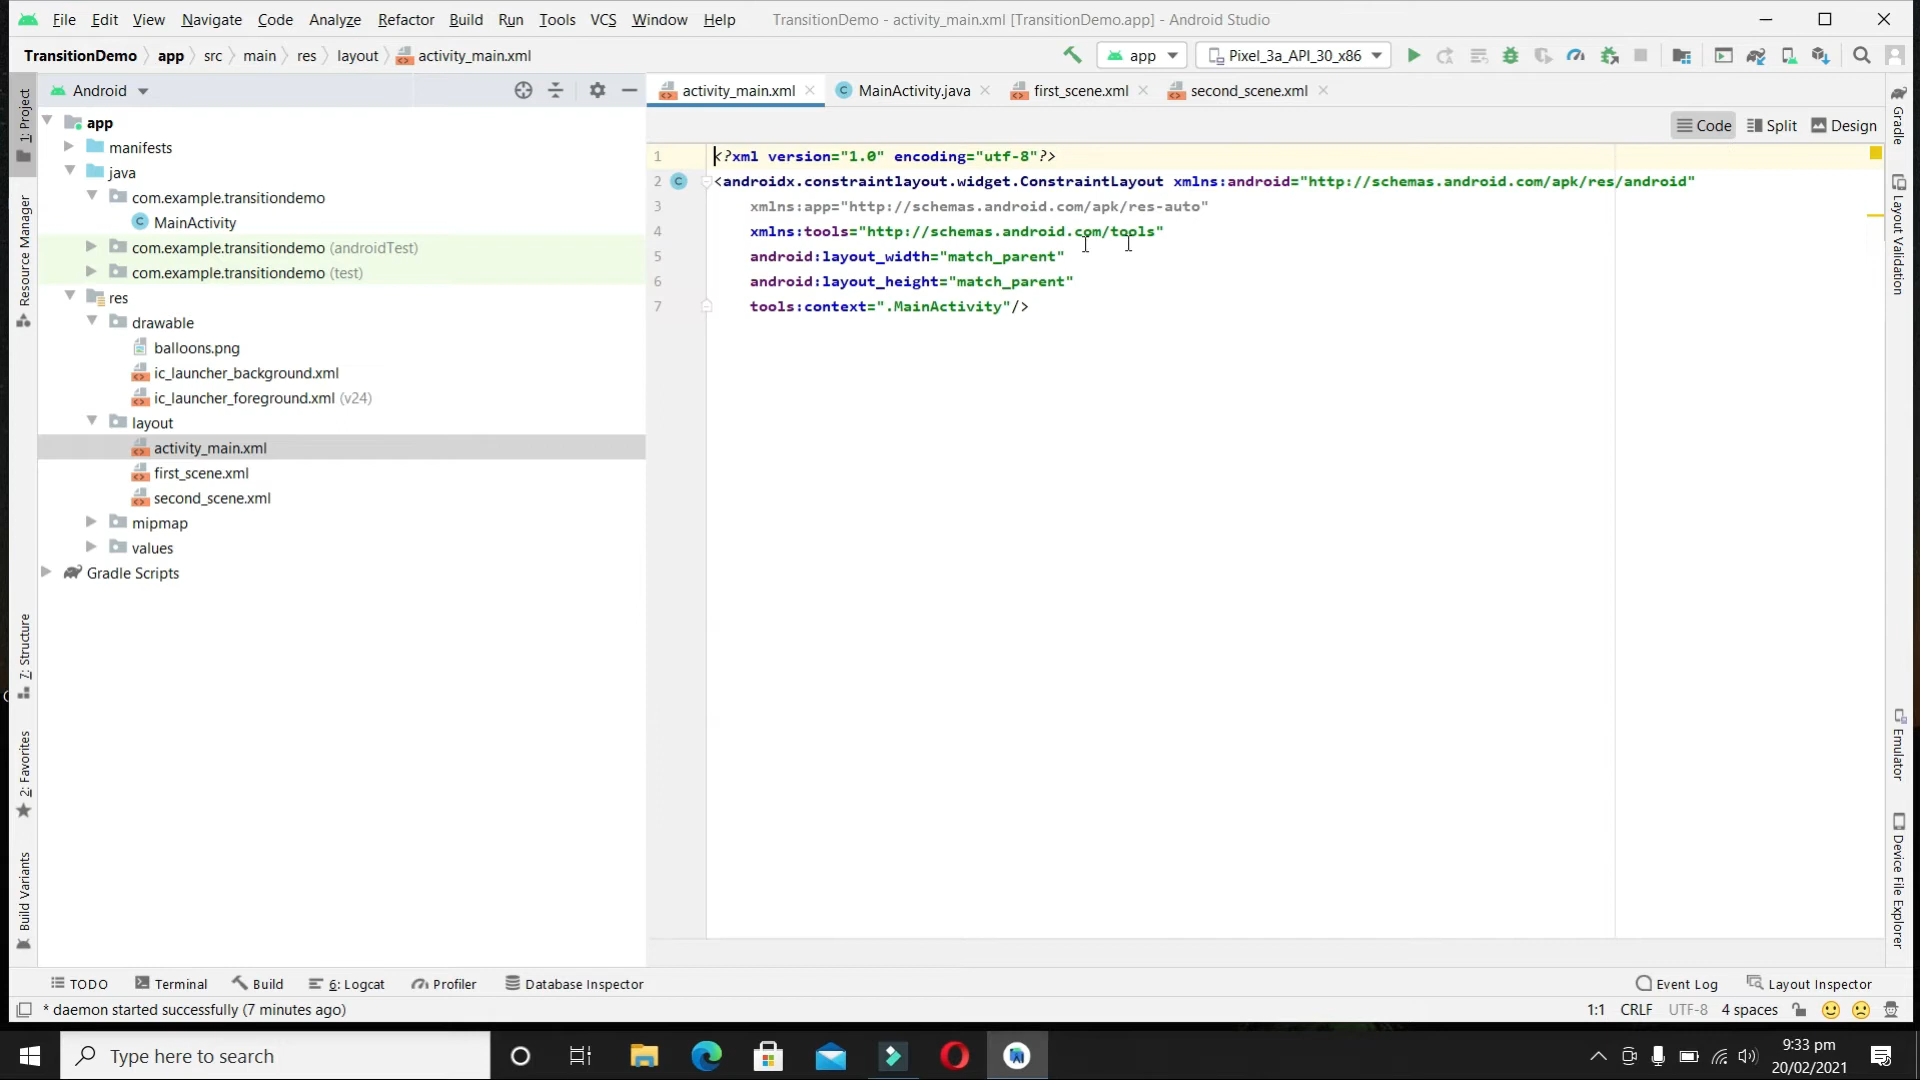 File Edit View Navigate Code Analyze Refactor Build Run Tools VCS Window Help TransitionDemo - activity_main.xml [TransitionDemo.app] - Android Studio
TransitionDemo app src main res layout activity_main.xml app Pixel_3a_API_30_x86
Android
activity_main.xml MainActivity.java first_scene.xml second_scene.xml
Code Split Design
1: Project
Resource Manager
7: Structure
2: Favorites
Build Variants
app
manifests
java
com.example.transitiondemo
MainActivity
com.example.transitiondemo (androidTest)
com.example.transitiondemo (test)
res
drawable
balloons.png
ic_launcher_background.xml
ic_launcher_foreground.xml (v24)
layout
activity_main.xml
first_scene.xml
second_scene.xml
mipmap
values
Gradle Scripts
1 <?xml version="1.0" encoding="utf-8"?>
2 <androidx.constraintlayout.widget.ConstraintLayout xmlns:android="http://schemas.android.com/apk/res/android"
3 xmlns:app="http://schemas.android.com/apk/res-auto"
4 xmlns:tools="http://schemas.android.com/tools"
5 android:layout_width="match_parent"
6 android:layout_height="match_parent"
7 tools:context=".MainActivity"/>
Gradle
Layout Validation
Emulator
Device File Explorer
TODO Terminal Build 6: Logcat Profiler Database Inspector Event Log Layout Inspector
* daemon started successfully (7 minutes ago) 1:1 CRLF UTF-8 4 spaces
Type here to search
9:33 pm
20/02/2021